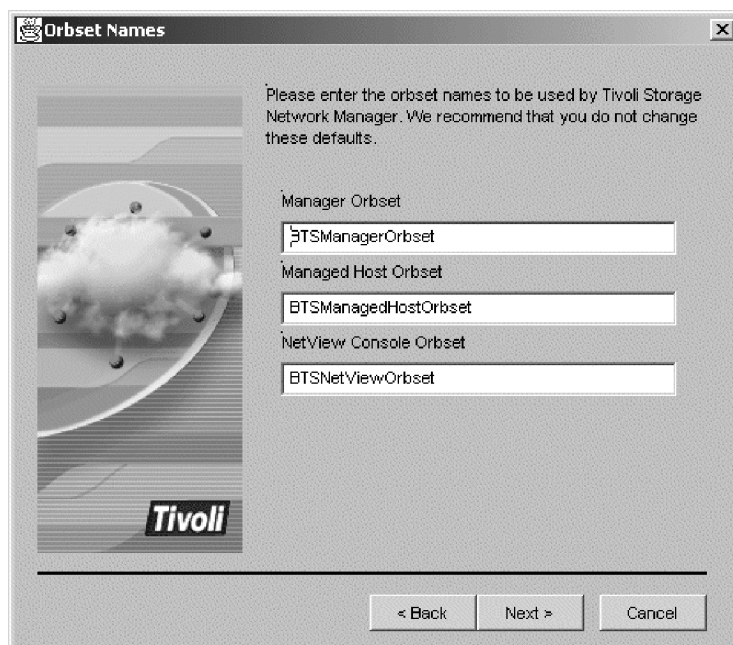 Orbset Names
Please enter the orbset names to be used by Tivoli Storage
Network Manager. We recommend that you do not change
these defaults.
Manager Orbset
BTSManagerOrbset
Managed Host Orbset
BTSManagedHostOrbset
NetView Console Orbset
BTSNetViewOrbset
Tivoli
< Back
Next >
Cancel